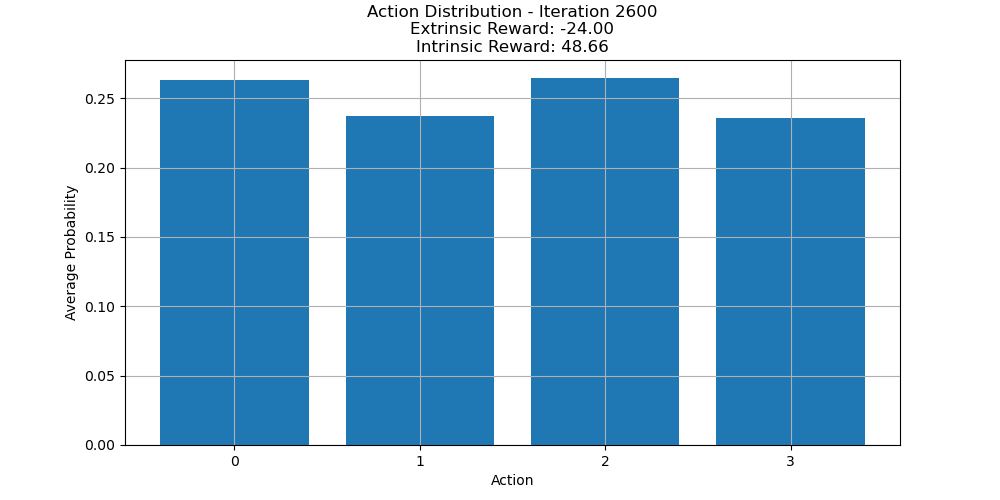 Action Distribution - Iteration 2600
Extrinsic Reward: -24.00
Intrinsic Reward: 48.66
Average Probability
0.25
0.20
0.15
0.10
0.05
0.00
0 1 2 3
Action